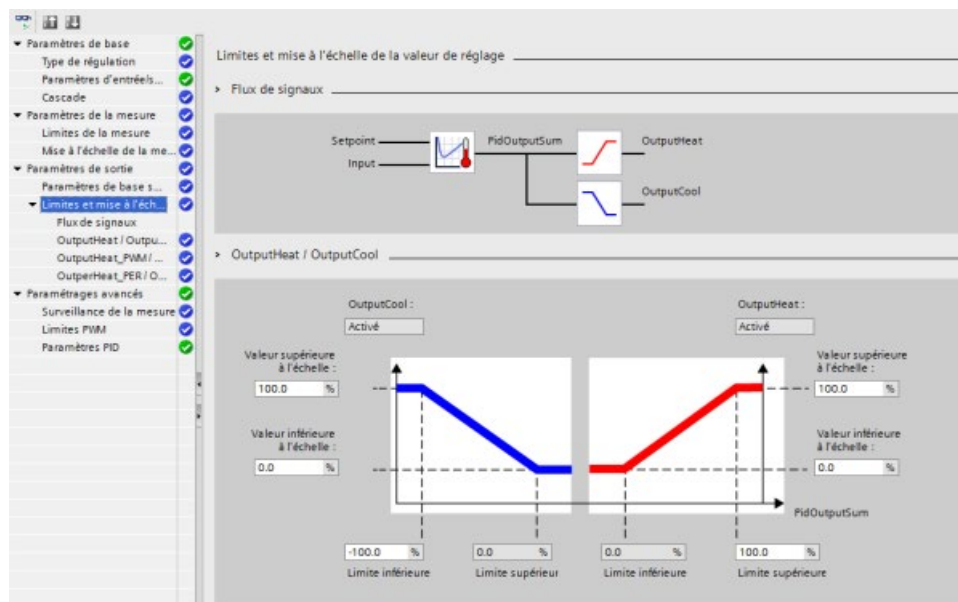 Paramètres de base
Type de régulation
Paramètres d'entrée/s...
Cascade
Paramètres de la mesure
Limites de la mesure
Mise à l'échelle de la me...
Paramètres de sortie
Paramètres de base s...
Limites et mise à l'éch...
Flux de signaux
OutputHeat / Outpu...
OutputHeat_PWM / ...
OutperHeat_PER / O...
Paramétrages avancés
Surveillance de la mesure
Limites PWM
Paramètres PID
Limites et mise à l'échelle de la valeur de réglage
Flux de signaux
Setpoint
Input
PidOutputSum
OutputHeat
OutputCool
OutputHeat / OutputCool
OutputCool :
Activé
OutputHeat :
Activé
Valeur supérieure
à l'échelle :
100.0 %
Valeur inférieure
à l'échelle :
0.0 %
Valeur supérieure
à l'échelle :
100.0 %
Valeur inférieure
à l'échelle :
0.0 %
PidOutputSum
-100.0 % 0.0 % 0.0 % 100.0 %
Limite inférieure Limite supérieur Limite inférieure Limite supérieure